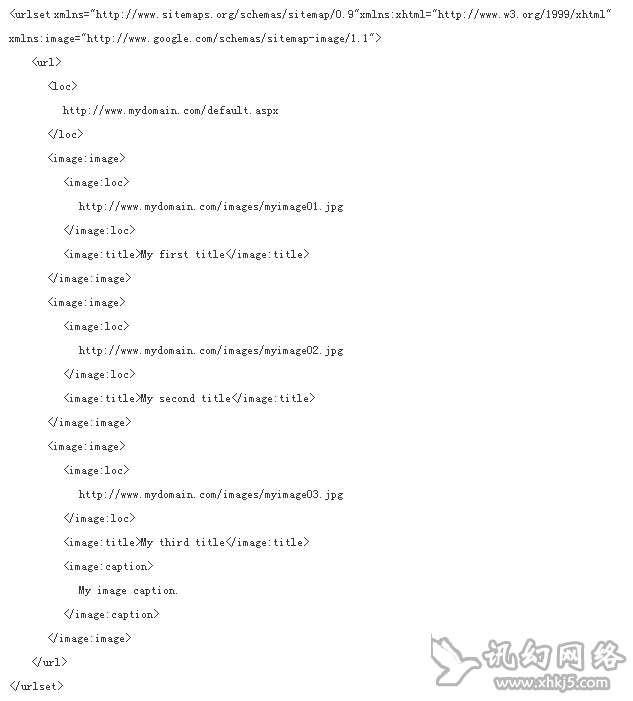 <urlset xmlns="http://www.sitemaps.org/schemas/sitemap/0.9"xmlns:xhtml="http://www.w3.org/1999/xhtml"
xmlns:image="http://www.google.com/schemas/sitemap-image/1.1">
<url>
<loc>
http://www.mydomain.com/default.aspx
</loc>
<image:image>
<image:loc>
http://www.mydomain.com/images/myimage01.jpg
</image:loc>
<image:title>My first title</image:title>
</image:image>
<image:image>
<image:loc>
http://www.mydomain.com/images/myimage02.jpg
</image:loc>
<image:title>My second title</image:title>
</image:image>
<image:image>
<image:loc>
http://www.mydomain.com/images/myimage03.jpg
</image:loc>
<image:title>My third title</image:title>
<image:caption>
My image caption.
</image:caption>
</image:image>
</url>
</urlset>
讯幻网络
www.xhkj5.com